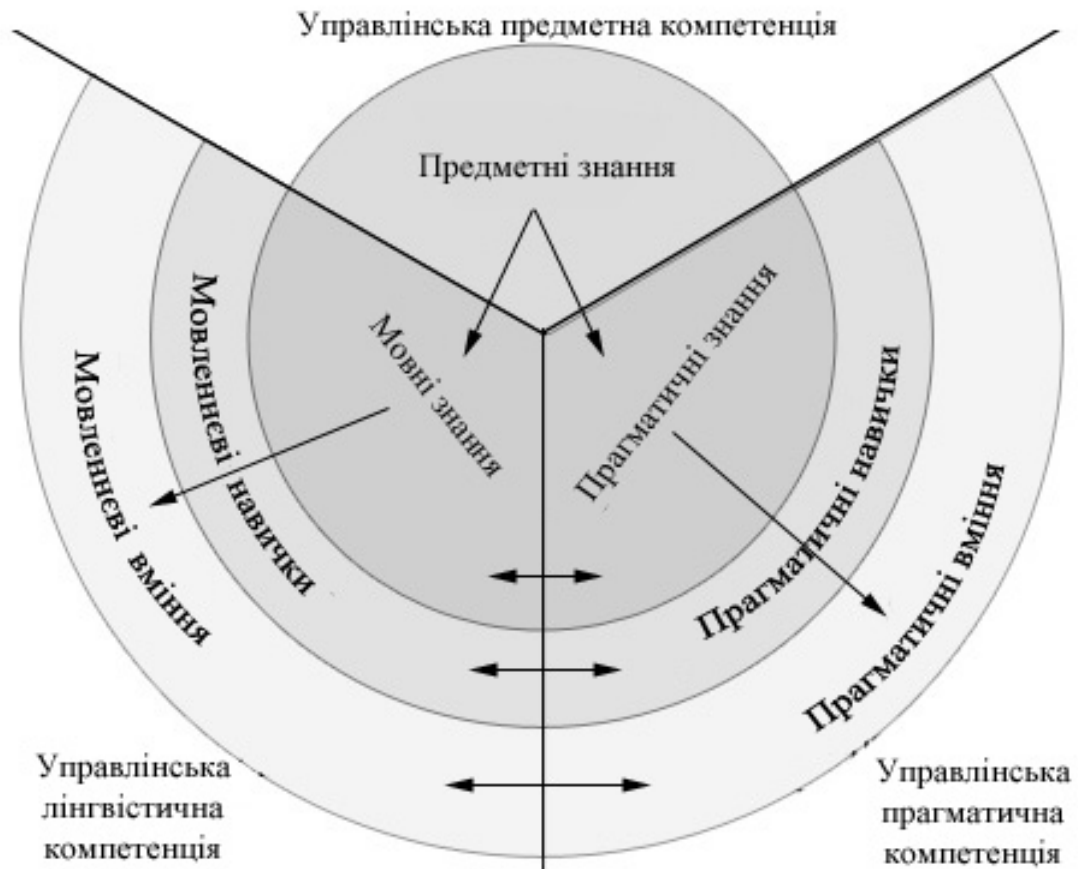 Управлінська предметна компетенція
Предметні знання
Мовні знання
Прагматичні знання
Мовленнєві навички
Прагматичні навички
Мовленнєві вміння
Прагматичні вміння
Управлінська
лінгвістична
компетенція
Управлінська
прагматична
компетенція